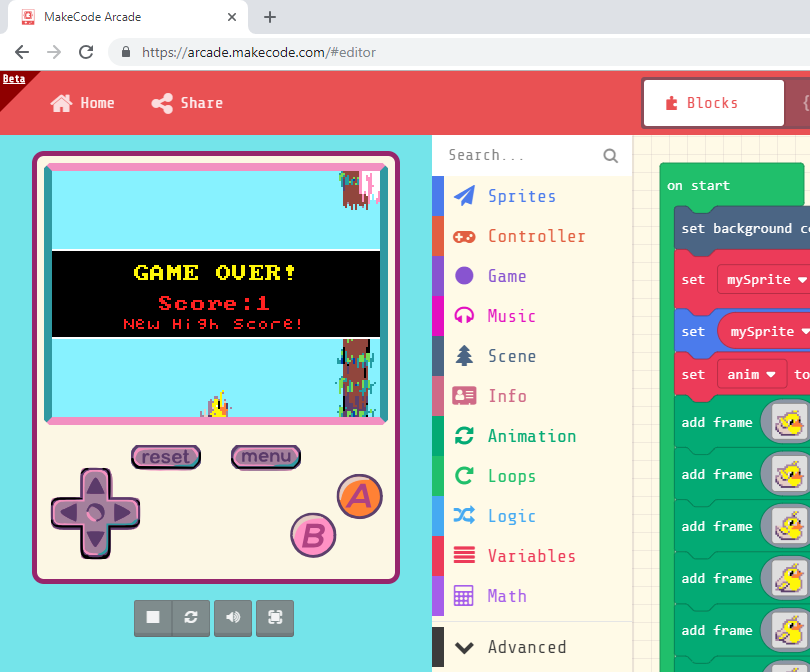 MakeCode Arcade
https://arcade.makecode.com/#editor
Beta
Home
Share
Blocks
{
GAME OVER!
Score:1
New High Score!
reset
menu
A
B
Search...
Sprites
Controller
Game
Music
Scene
Info
Animation
Loops
Logic
Variables
Math
Advanced
on start
set background co
set mySprite
set mySprite
set anim to
add frame
add frame
add frame
add frame
add frame